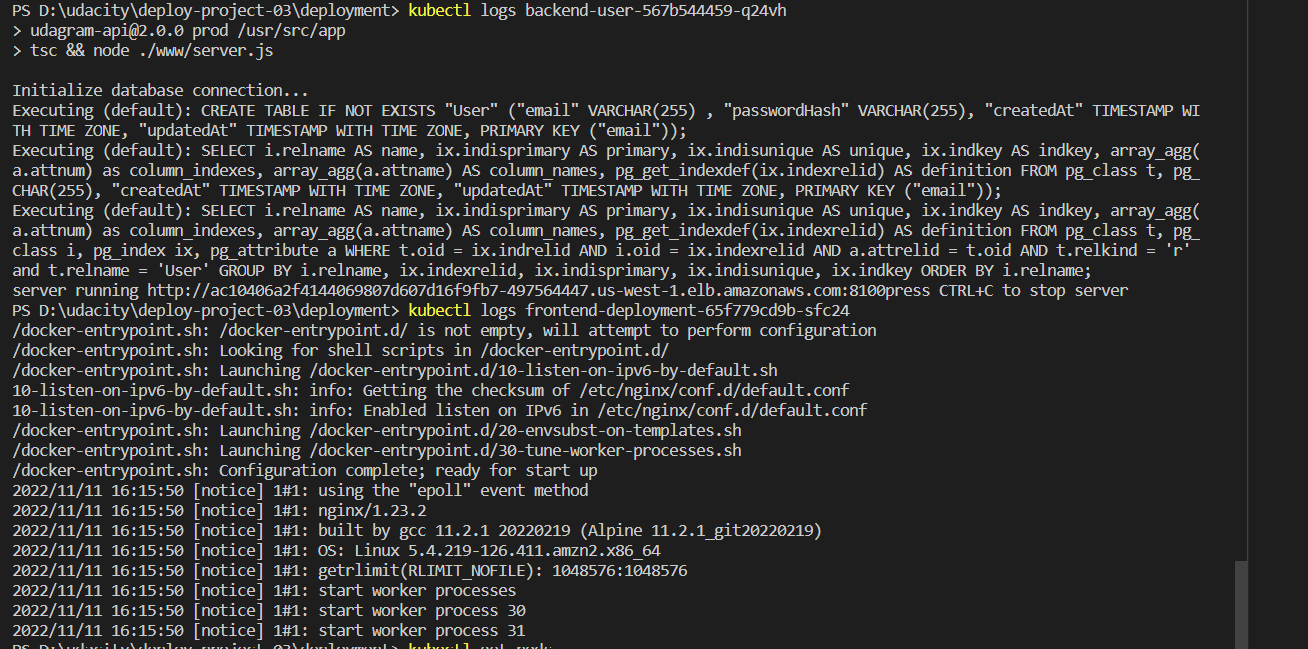 PS D:\udacity\deploy-project-03\deployment> kubectl logs backend-user-567b544459-q24vh
> udagram-api@2.0.0 prod /usr/src/app
> tsc && node ./www/server.js
Initialize database connection...
Executing (default): CREATE TABLE IF NOT EXISTS "User" ("email" VARCHAR(255) , "passwordHash" VARCHAR(255), "createdAt" TIMESTAMP WI
TH TIME ZONE, "updatedAt" TIMESTAMP WITH TIME ZONE, PRIMARY KEY ("email"));
Executing (default): SELECT i.relname AS name, ix.indisprimary AS primary, ix.indisunique AS unique, ix.indkey AS indkey, array_agg(
a.attnum) as column_indexes, array_agg(a.attname) AS column_names, pg_get_indexdef(ix.indexrelid) AS definition FROM pg_class t, pg_
CHAR(255), "createdAt" TIMESTAMP WITH TIME ZONE, "updatedAt" TIMESTAMP WITH TIME ZONE, PRIMARY KEY ("email"));
Executing (default): SELECT i.relname AS name, ix.indisprimary AS primary, ix.indisunique AS unique, ix.indkey AS indkey, array_agg(
a.attnum) as column_indexes, array_agg(a.attname) AS column_names, pg_get_indexdef(ix.indexrelid) AS definition FROM pg_class t, pg_
class i, pg_index ix, pg_attribute a WHERE t.oid = ix.indrelid AND i.oid = ix.indexrelid AND a.attrelid = t.oid AND t.relkind = 'r'
and t.relname = 'User' GROUP BY i.relname, ix.indexrelid, ix.indisprimary, ix.indisunique, ix.indkey ORDER BY i.relname;
server running http://ac10406a2f4144069807d607d16f9fb7-497564447.us-west-1.elb.amazonaws.com:8100press CTRL+C to stop server
PS D:\udacity\deploy-project-03\deployment> kubectl logs frontend-deployment-65f779cd9b-sfc24
/docker-entrypoint.sh: /docker-entrypoint.d/ is not empty, will attempt to perform configuration
/docker-entrypoint.sh: Looking for shell scripts in /docker-entrypoint.d/
/docker-entrypoint.sh: Launching /docker-entrypoint.d/10-listen-on-ipv6-by-default.sh
10-listen-on-ipv6-by-default.sh: info: Getting the checksum of /etc/nginx/conf.d/default.conf
10-listen-on-ipv6-by-default.sh: info: Enabled listen on IPv6 in /etc/nginx/conf.d/default.conf
/docker-entrypoint.sh: Launching /docker-entrypoint.d/20-envsubst-on-templates.sh
/docker-entrypoint.sh: Launching /docker-entrypoint.d/30-tune-worker-processes.sh
/docker-entrypoint.sh: Configuration complete; ready for start up
2022/11/11 16:15:50 [notice] 1#1: using the "epoll" event method
2022/11/11 16:15:50 [notice] 1#1: nginx/1.23.2
2022/11/11 16:15:50 [notice] 1#1: built by gcc 11.2.1 20220219 (Alpine 11.2.1_git20220219)
2022/11/11 16:15:50 [notice] 1#1: OS: Linux 5.4.219-126.411.amzn2.x86_64
2022/11/11 16:15:50 [notice] 1#1: getrlimit(RLIMIT_NOFILE): 1048576:1048576
2022/11/11 16:15:50 [notice] 1#1: start worker processes
2022/11/11 16:15:50 [notice] 1#1: start worker process 30
2022/11/11 16:15:50 [notice] 1#1: start worker process 31